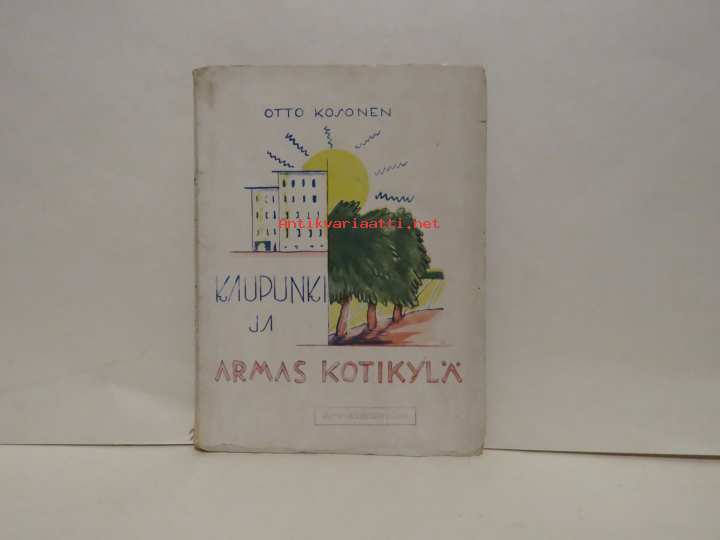 OTTO KOSONEN
Antikvariaatti.net
KAUPUNKI
JA
ARMAS KOTIKYLÄ